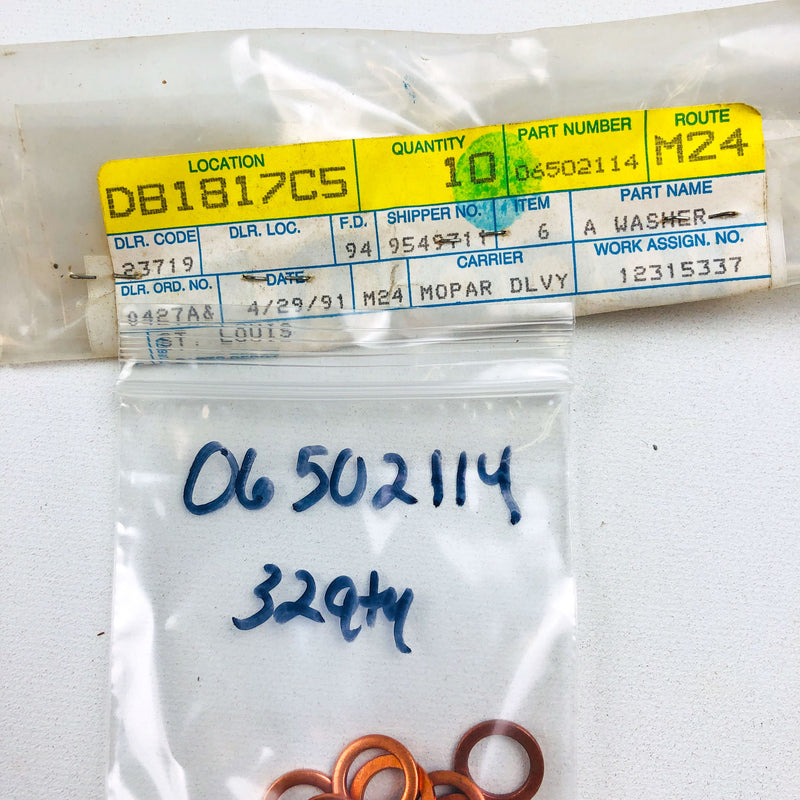 LOCATION QUANTITY PART NUMBER ROUTE
DB1817C5 10 06502114 M24
DLR. CODE DLR. LOC. F.D. SHIPPER NO. ITEM PART NAME
23719 94 9549711 6 A WASHER
DLR. ORD. NO. DATE CARRIER WORK ASSIGN. NO.
0427A& 4/29/91 M24 MOPAR DLVY 12315337
ST. LOUIS
06502114
32qty